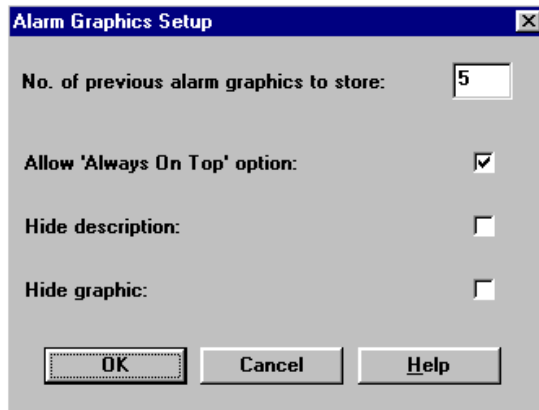 Alarm Graphics Setup
No. of previous alarm graphics to store: 5
Allow 'Always On Top' option:
Hide description:
Hide graphic:
OK Cancel Help